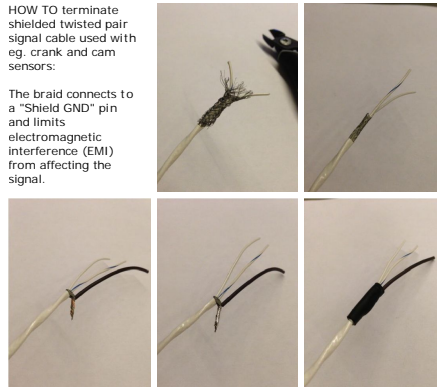 HOW TO terminate
shielded twisted pair
signal cable used with
eg. crank and cam
sensors:
The braid connects to
a "Shield GND" pin
and limits
electromagnetic
interference (EMI)
from affecting the
signal.